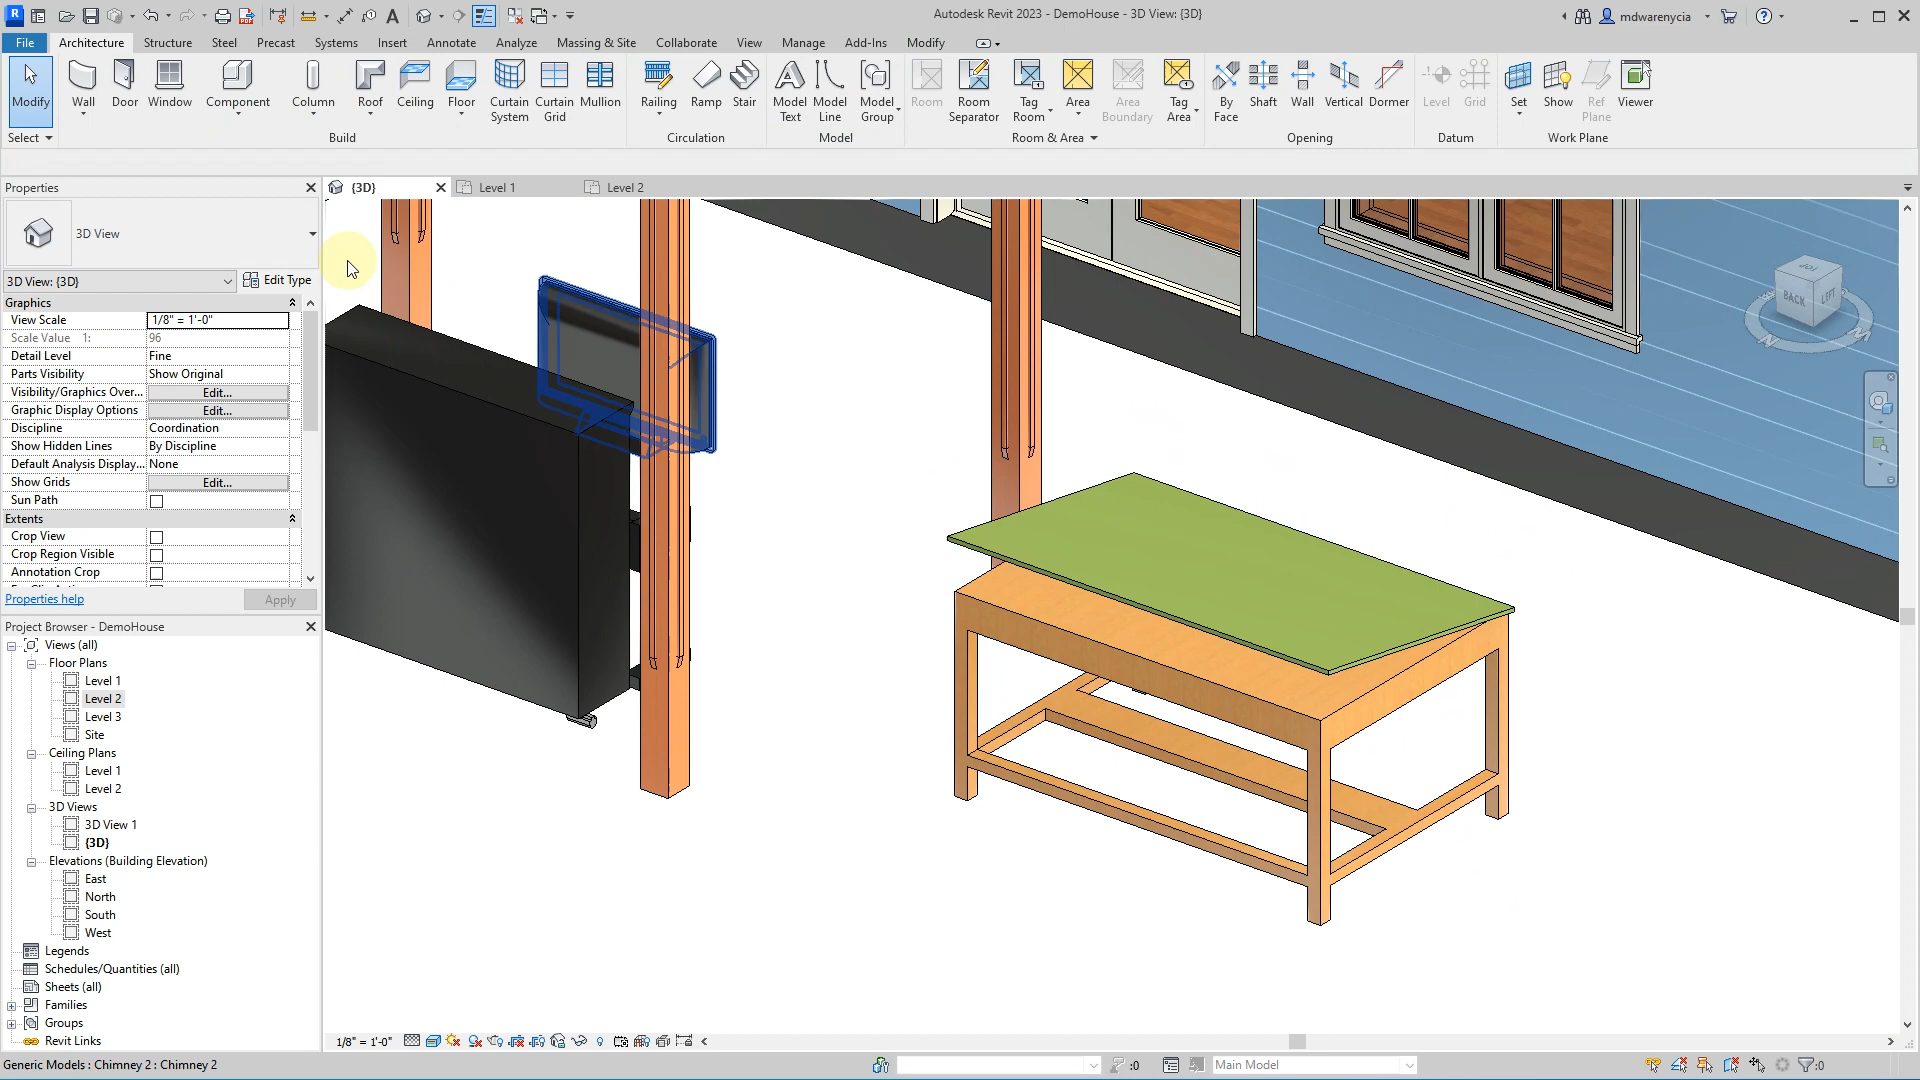 Autodesk Revit 2023 - DemoHouse - 3D View: {3D}
mdwarenycia
File Architecture Structure Steel Precast Systems Insert Annotate Analyze Massing & Site Collaborate View Manage Add-Ins Modify
Modify Wall Door Window Component Column Roof Ceiling Floor Curtain System Curtain Grid Mullion Railing Ramp Stair Model Text Model Line Model Group Room Room Separator Tag Room Area Area Boundary Tag Area By Face Shaft Wall Vertical Dormer Level Grid Set Show Ref Plane Viewer
Select Build Circulation Model Room & Area Opening Datum Work Plane
Properties
{3D} Level 1 Level 2
3D View
3D View: {3D} Edit Type
Graphics
View Scale 1/8" = 1'-0"
Scale Value 1: 96
Detail Level Fine
Parts Visibility Show Original
Visibility/Graphics Over... Edit...
Graphic Display Options Edit...
Discipline Coordination
Show Hidden Lines By Discipline
Default Analysis Display... None
Show Grids Edit...
Sun Path
Extents
Crop View
Crop Region Visible
Annotation Crop
Properties help Apply
Project Browser - DemoHouse
Views (all)
Floor Plans
Level 1
Level 2
Level 3
Site
Ceiling Plans
Level 1
Level 2
3D Views
3D View 1
{3D}
Elevations (Building Elevation)
East
North
South
West
Legends
Schedules/Quantities (all)
Sheets (all)
Families
Groups
Revit Links
TOP
BACK LEFT
1/8" = 1'-0"
Generic Models : Chimney 2 : Chimney 2
:0
Main Model
:0